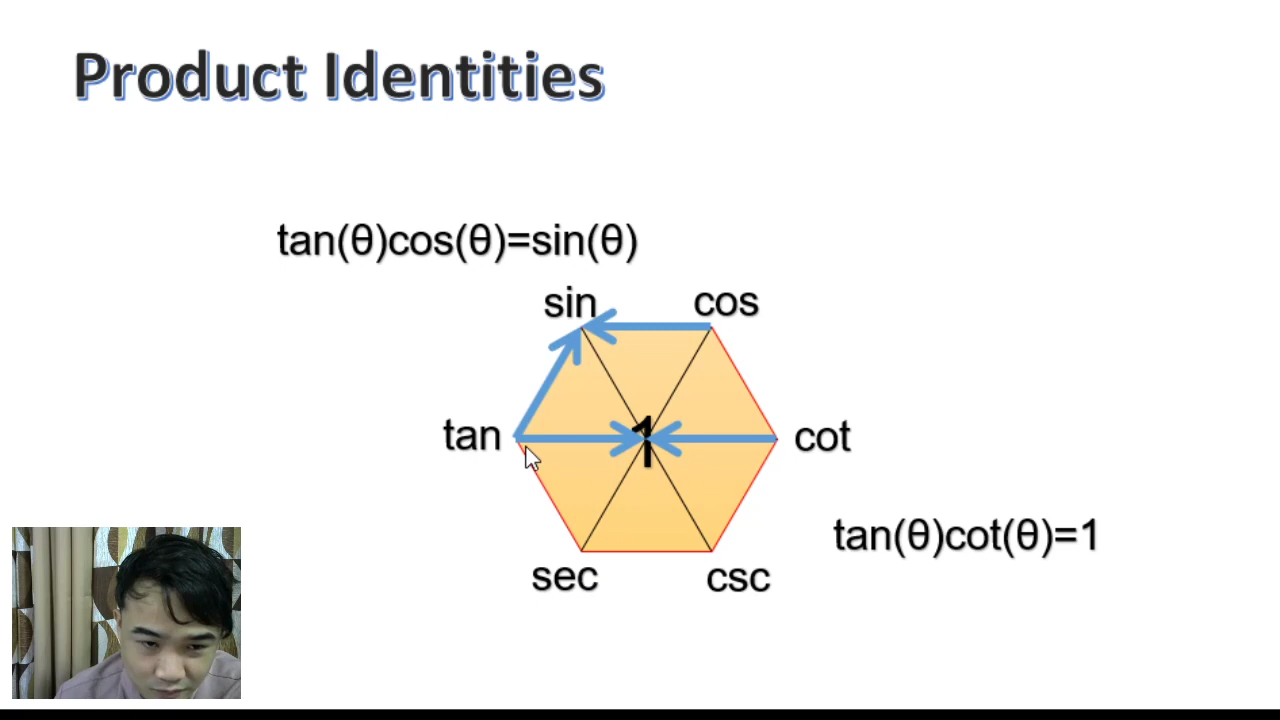 Product Identities
tan(θ)cos(θ)=sin(θ)
sin cos
tan 1 cot
tan(θ)cot(θ)=1
sec csc